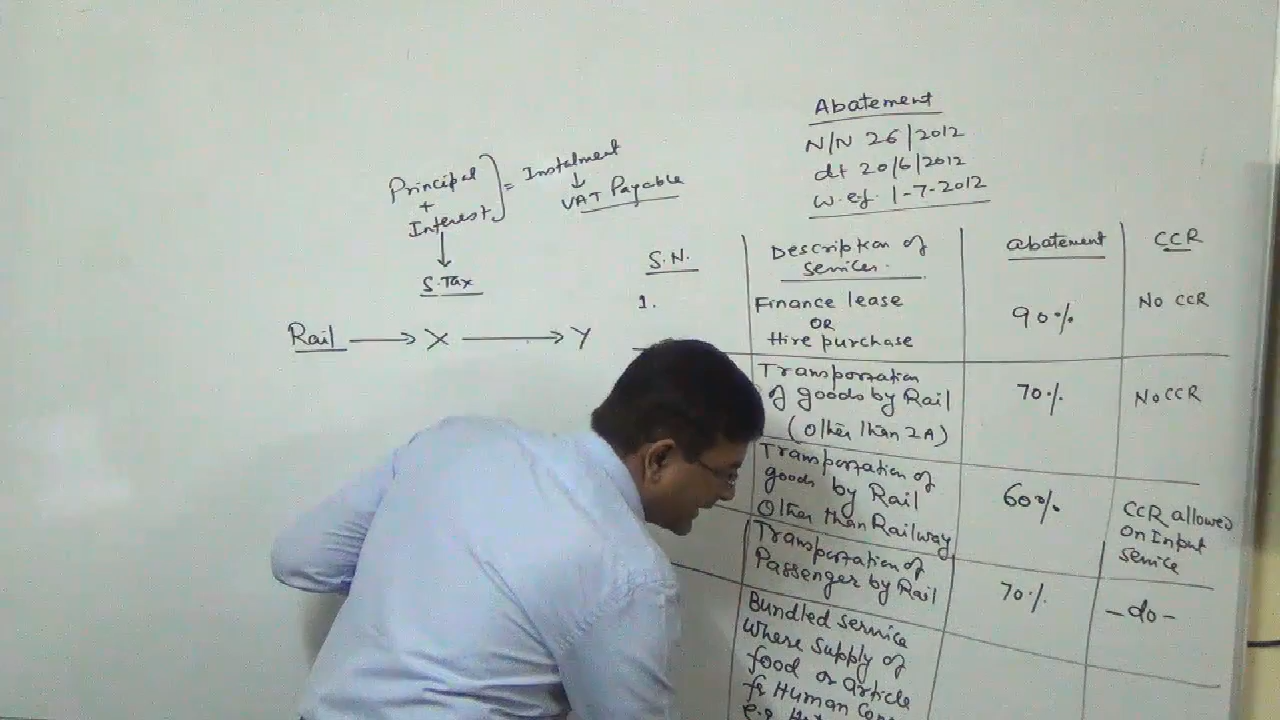 Abatement
N/N 26/2012
dt 20/6/2012
w.e.f. 1-7-2012
Principal
+
Interest
= Instalment
VAT Payable
S.Tax
Rail → X → Y
S.N. Description of services. abatement CCR
1. Finance lease
OR
Hire purchase
90%
No CCR
Transportation
of goods by Rail
(Other than 2A)
70%
No CCR
Transportation of
goods by Rail
Other than Railway
60%
CCR allowed
on Input
service
Transportation of
Passenger by Rail
70%
-do-
Bundled service
where supply of
food or article
fr Human
e.g.